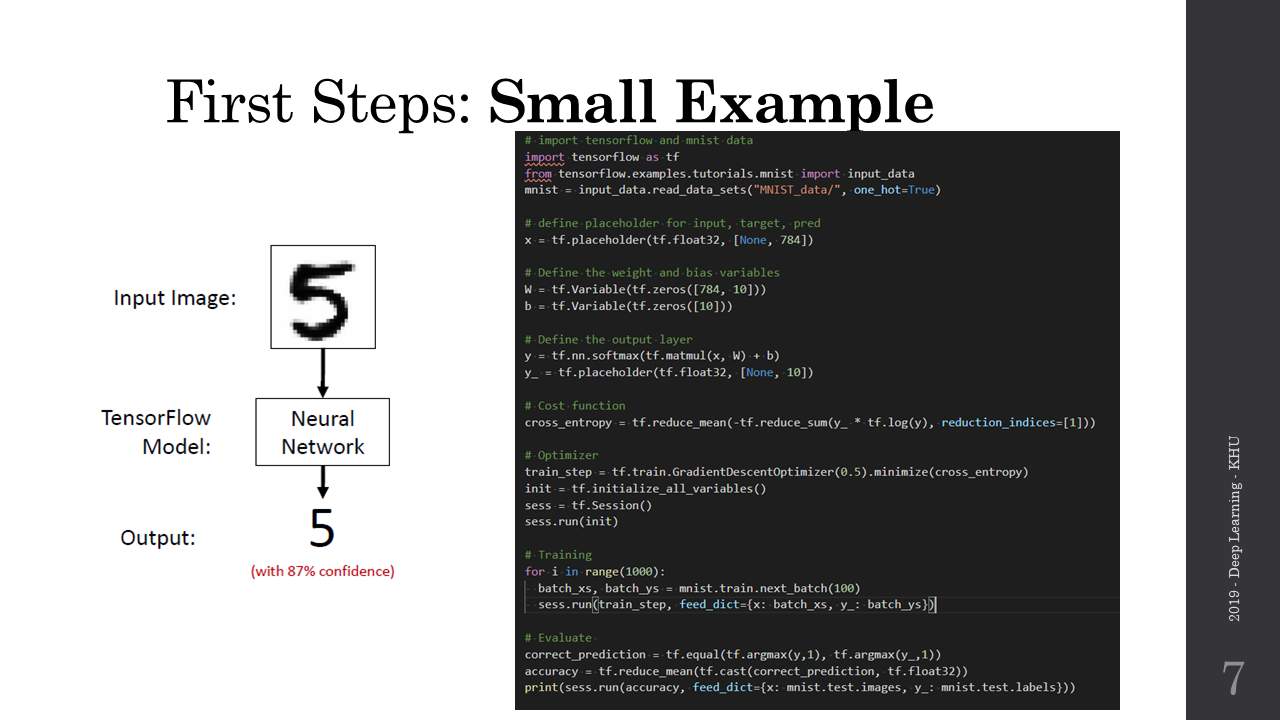 First Steps: Small Example
Input Image:
5
TensorFlow
Model:
Neural
Network
Output:
5
(with 87% confidence)
# import tensorflow and mnist data
import tensorflow as tf
from tensorflow.examples.tutorials.mnist import input_data
mnist = input_data.read_data_sets("MNIST_data/", one_hot=True)
# define placeholder for input, target, pred
x = tf.placeholder(tf.float32, [None, 784])
# Define the weight and bias variables
W = tf.Variable(tf.zeros([784, 10]))
b = tf.Variable(tf.zeros([10]))
# Define the output layer
y = tf.nn.softmax(tf.matmul(x, W) + b)
y_ = tf.placeholder(tf.float32, [None, 10])
# Cost function
cross_entropy = tf.reduce_mean(-tf.reduce_sum(y_ * tf.log(y), reduction_indices=[1]))
# Optimizer
train_step = tf.train.GradientDescentOptimizer(0.5).minimize(cross_entropy)
init = tf.initialize_all_variables()
sess = tf.Session()
sess.run(init)
# Training
for i in range(1000):
  batch_xs, batch_ys = mnist.train.next_batch(100)
  sess.run(train_step, feed_dict={x: batch_xs, y_: batch_ys})
# Evaluate
correct_prediction = tf.equal(tf.argmax(y,1), tf.argmax(y_,1))
accuracy = tf.reduce_mean(tf.cast(correct_prediction, tf.float32))
print(sess.run(accuracy, feed_dict={x: mnist.test.images, y_: mnist.test.labels}))
2019 - Deep Learning - KHU
7